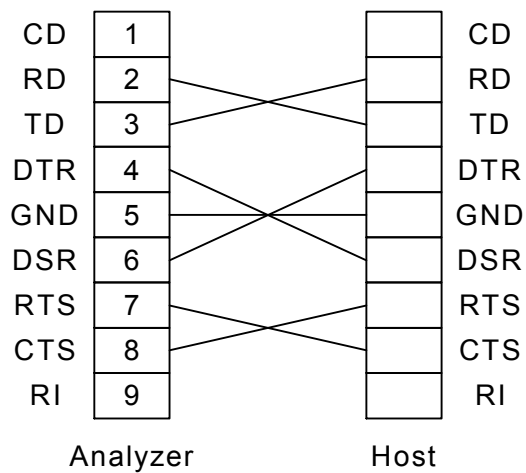 CD 1 CD
RD 2 RD
TD 3 TD
DTR 4 DTR
GND 5 GND
DSR 6 DSR
RTS 7 RTS
CTS 8 CTS
RI 9 RI
Analyzer Host